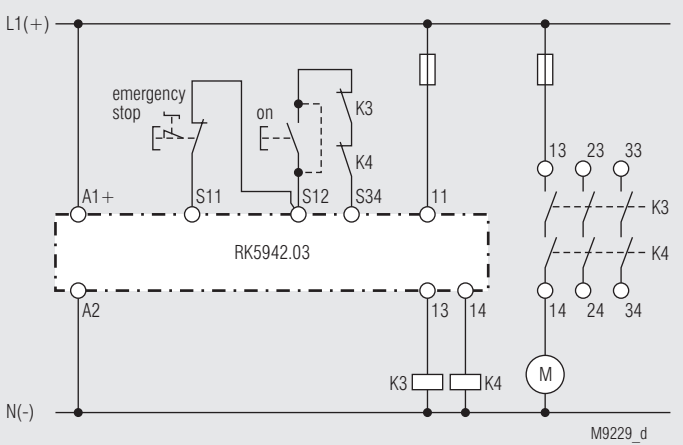 L1(+)
emergency
stop
on
K3
K4
13 23 33
A1+ S11 S12 S34 11
K3
RK5942.03
K4
A2 13 14
14 24 34
K3 K4
M
N(-)
M9229_d